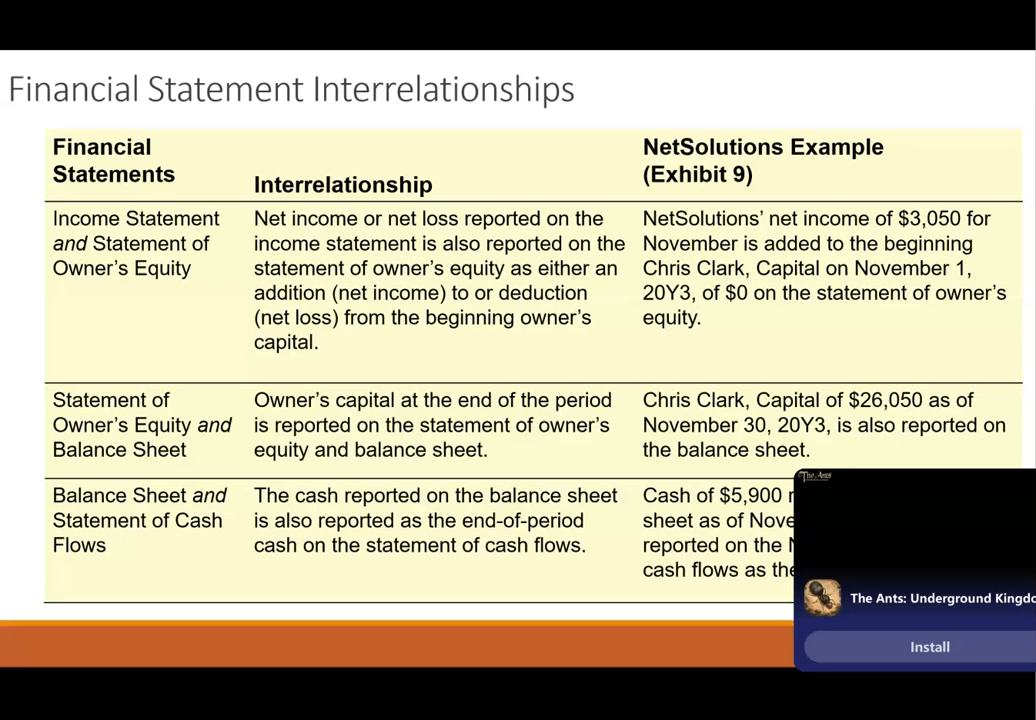 Financial Statement Interrelationships
Financial
Statements
Interrelationship
NetSolutions Example
(Exhibit 9)
Income Statement
and Statement of
Owner's Equity
Net income or net loss reported on the
income statement is also reported on the
statement of owner's equity as either an
addition (net income) to or deduction
(net loss) from the beginning owner's
capital.
NetSolutions' net income of $3,050 for
November is added to the beginning
Chris Clark, Capital on November 1,
20Y3, of $0 on the statement of owner's
equity.
Statement of
Owner's Equity and
Balance Sheet
Owner's capital at the end of the period
is reported on the statement of owner's
equity and balance sheet.
Chris Clark, Capital of $26,050 as of
November 30, 20Y3, is also reported on
the balance sheet.
Balance Sheet and
Statement of Cash
Flows
The cash reported on the balance sheet
is also reported as the end-of-period
cash on the statement of cash flows.
Cash of $5,900
sheet as of Nove
reported on the
cash flows as the
The Ants
The Ants: Underground Kingdo
Install